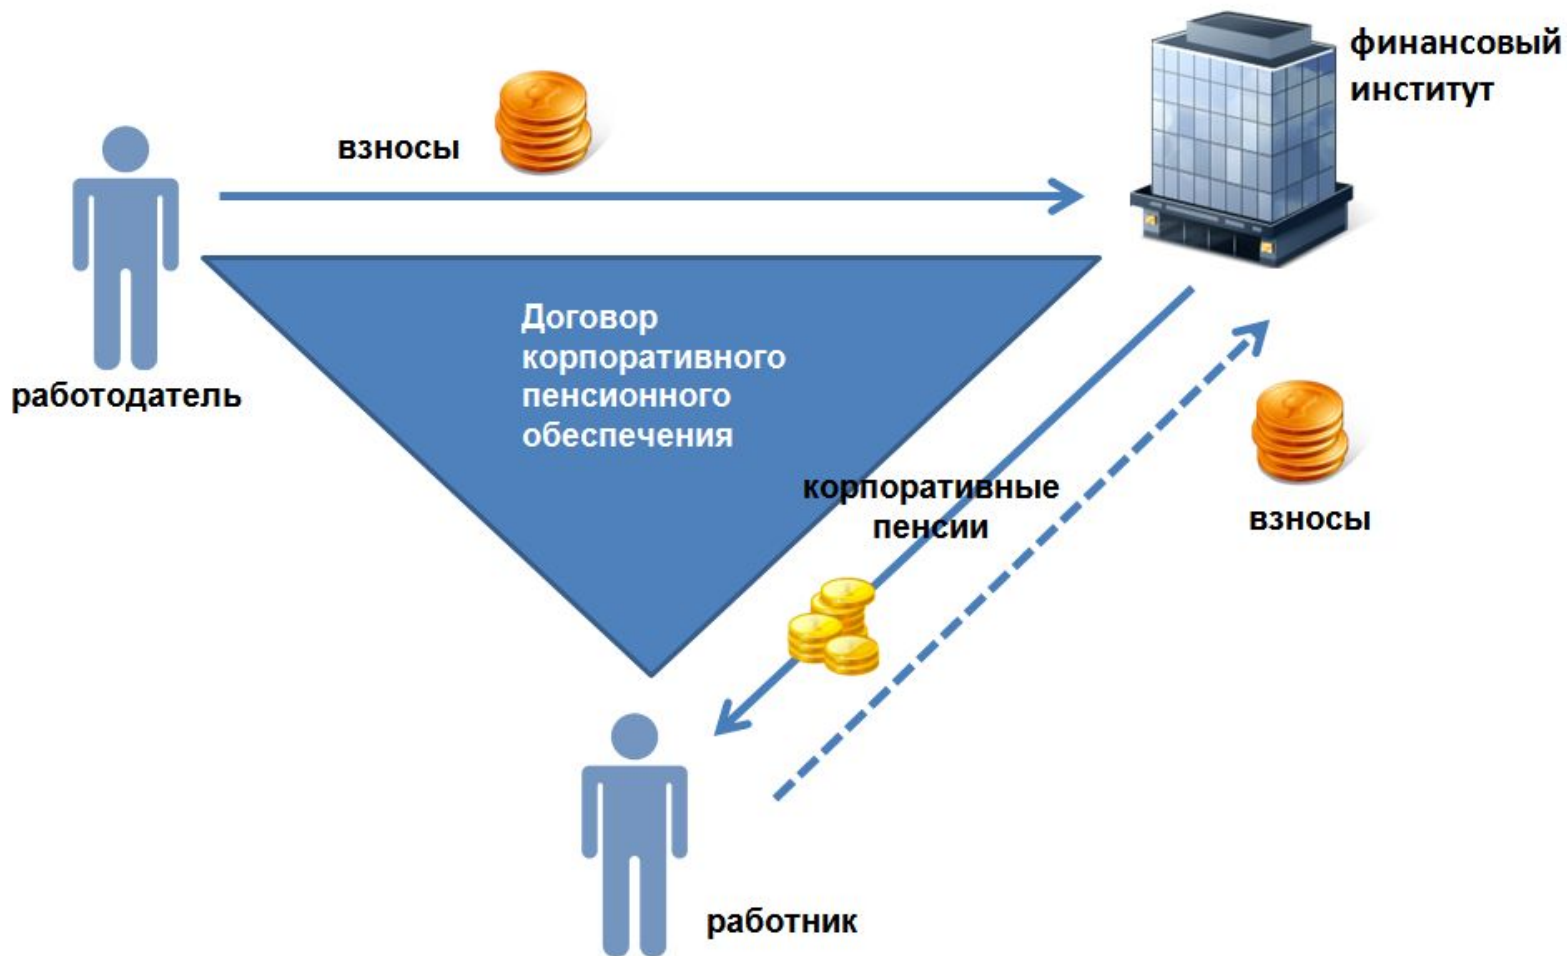 финансовый
институт
взносы
работодатель
Договор
корпоративного
пенсионного
обеспечения
корпоративные
пенсии
взносы
работник